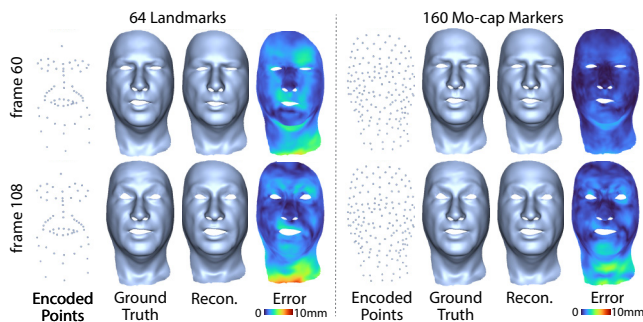 64 Landmarks
160 Mo-cap Markers
frame 60
frame 108
Encoded
Points
Ground
Truth
Recon.
Error
0 10mm
Encoded
Points
Ground
Truth
Recon.
Error
0 10mm